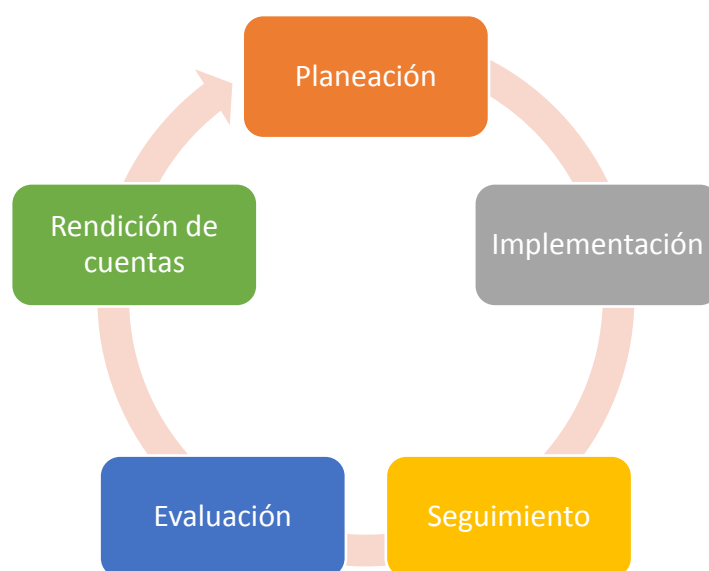 Planeación
Implementación
Seguimiento
Evaluación
Rendición de
cuentas